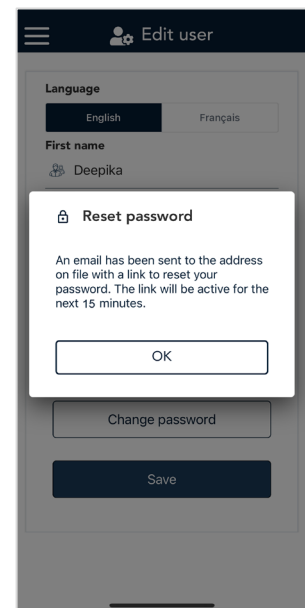 Edit user
Language
English
Français
First name
Deepika
Reset password
An email has been sent to the address
on file with a link to reset your
password. The link will be active for the
next 15 minutes.
OK
Change password
Save